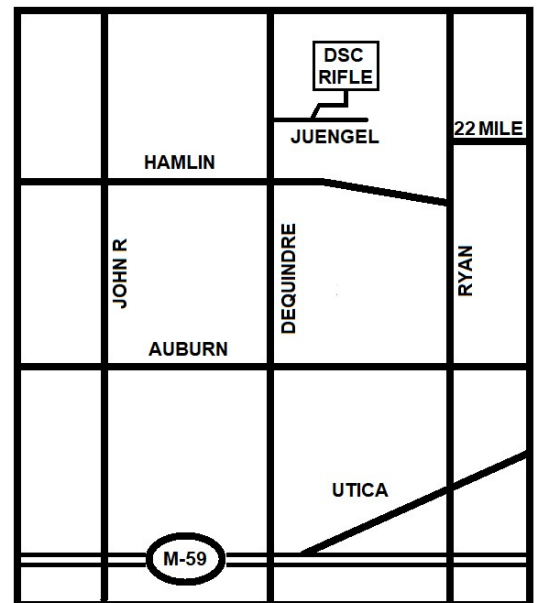 DSC
RIFLE
JUENGEL
22 MILE
HAMLIN
JOHN R
DEQUINDRE
RYAN
AUBURN
UTICA
M-59